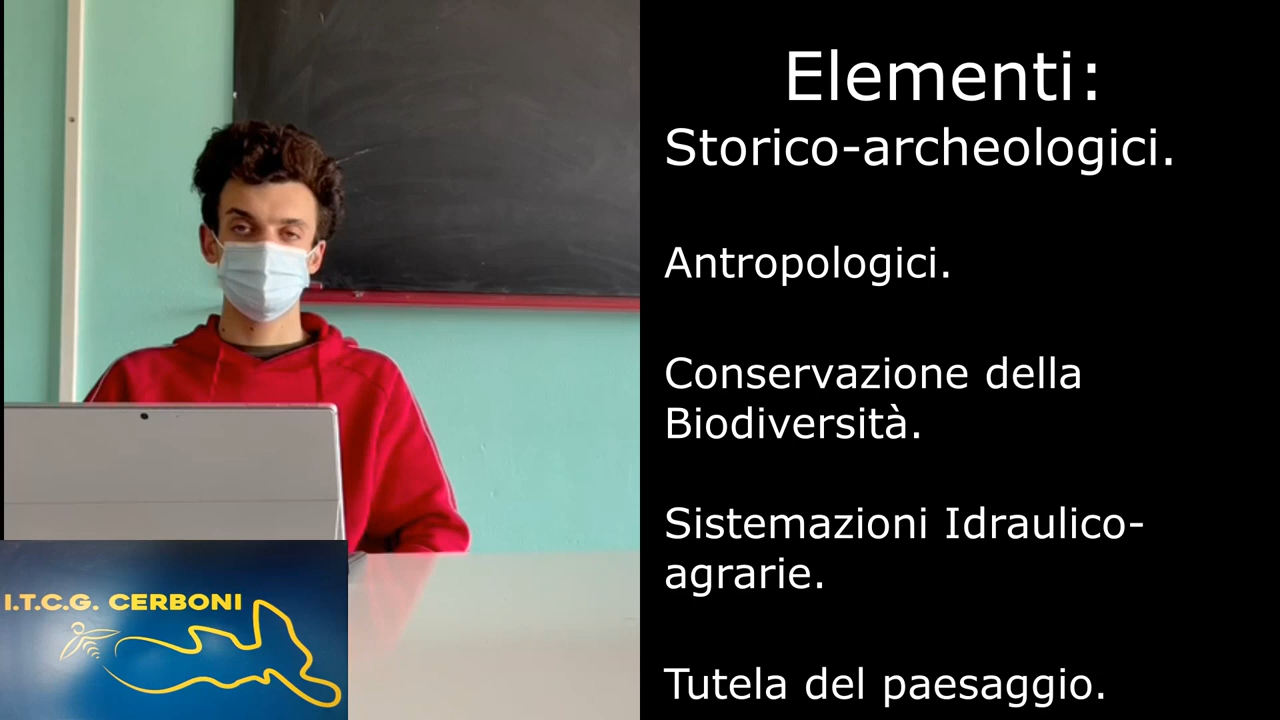 Elementi:
Storico-archeologici.
Antropologici.
Conservazione della
Biodiversità.
Sistemazioni Idraulico-
agrarie.
Tutela del paesaggio.
I.T.C.G. CERBONI